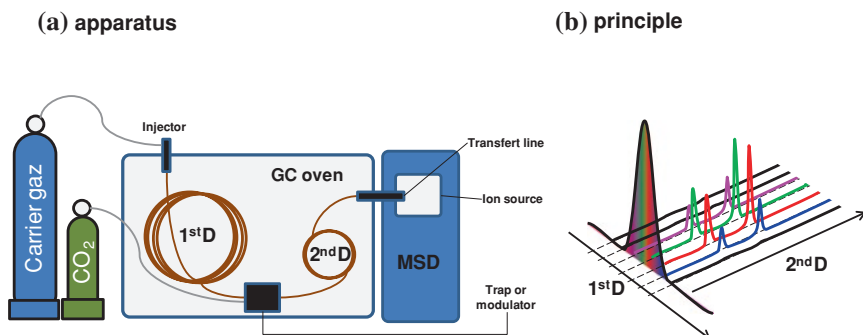 (a) apparatus
(b) principle
Injector
Transfert line
GC oven
Ion source
Carrier gaz
CO₂
1stD
2ndD
MSD
Trap or
modulator
1stD
2ndD